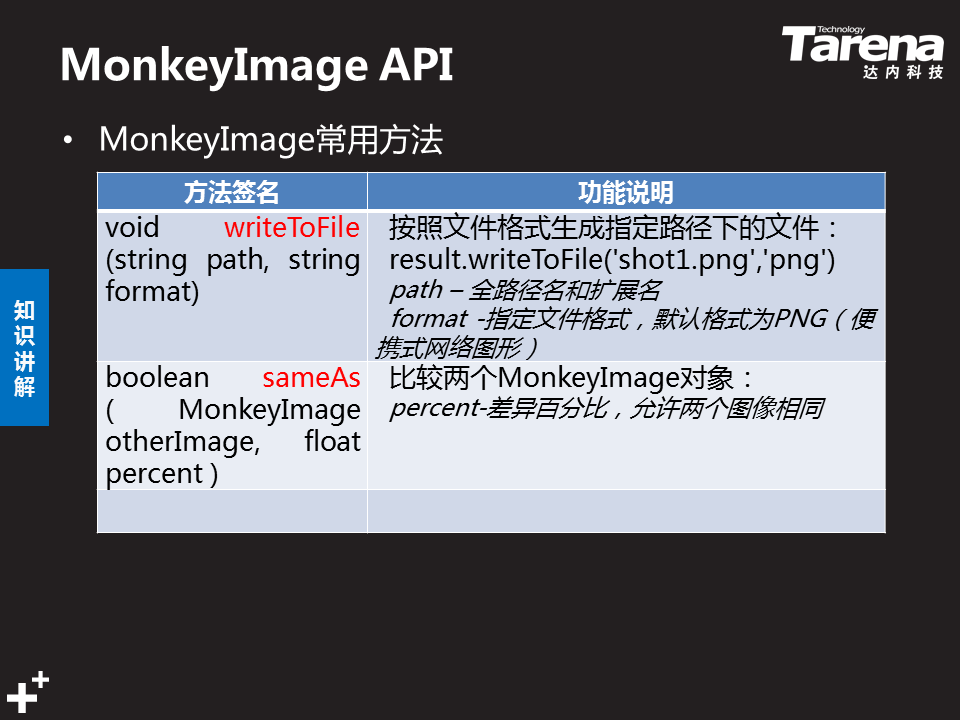 MonkeyImage API
Technology
Tarena
达内科技
• MonkeyImage常用方法
方法签名
功能说明
void writeToFile
(string path, string
format)
按照文件格式生成指定路径下的文件：
result.writeToFile('shot1.png','png')
path – 全路径名和扩展名
format -指定文件格式，默认格式为PNG（便
携式网络图形）
boolean sameAs
( MonkeyImage
otherImage, float
percent )
比较两个MonkeyImage对象：
percent-差异百分比，允许两个图像相同
知
识
讲
解